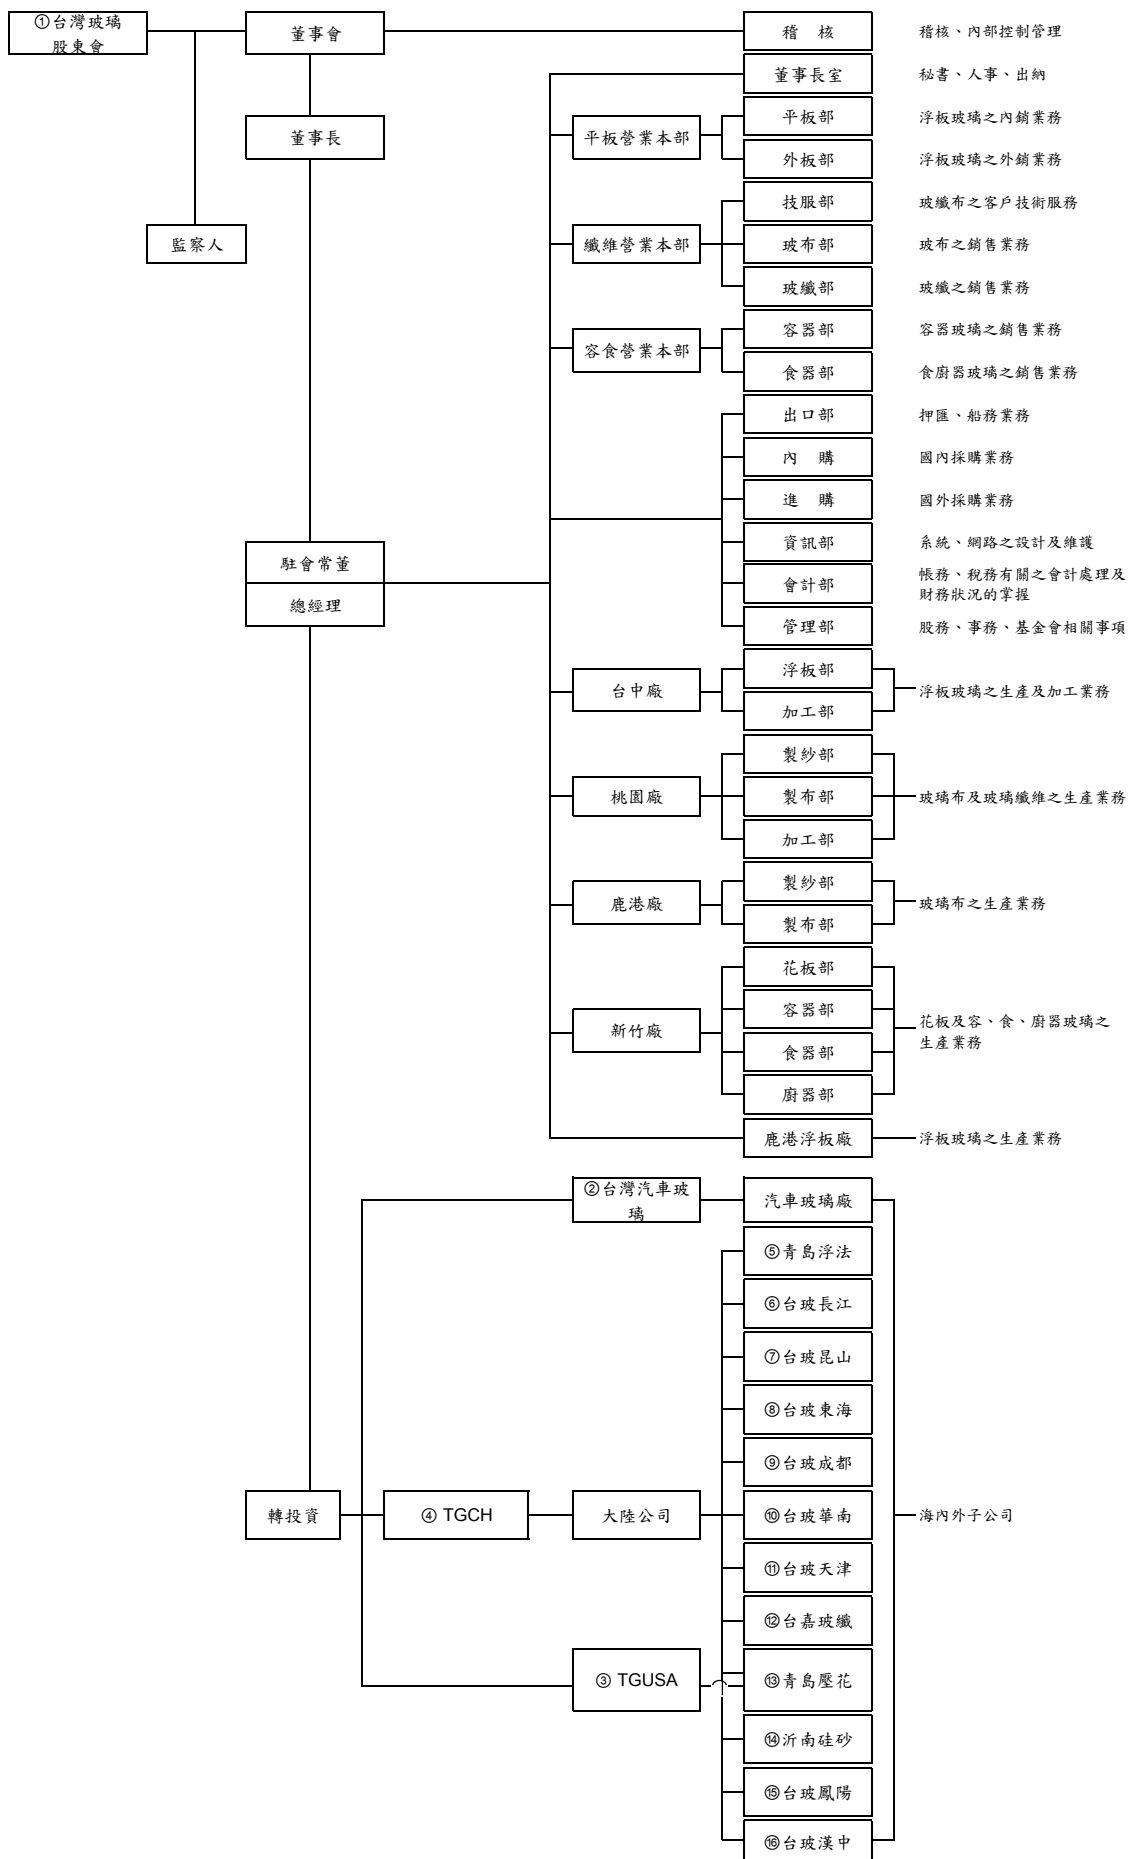 ①台灣玻璃
股東會
董事會
稽 核
稽核、內部控制管理
董事長室
秘書、人事、出納
董事長
平板營業本部
平板部
浮板玻璃之內銷業務
外板部
浮板玻璃之外銷業務
監察人
纖維營業本部
技服部
玻纖布之客戶技術服務
玻布部
玻布之銷售業務
玻纖部
玻纖之銷售業務
容食營業本部
容器部
容器玻璃之銷售業務
食器部
食廚器玻璃之銷售業務
出口部
押匯、船務業務
內 購
國內採購業務
進 購
國外採購業務
資訊部
系統、網路之設計及維護
駐會常董
總經理
會計部
帳務、稅務有關之會計處理及
財務狀況的掌握
管理部
股務、事務、基金會相關事項
台中廠
浮板部
加工部
浮板玻璃之生產及加工業務
桃園廠
製紗部
製布部
加工部
玻璃布及玻璃纖維之生產業務
鹿港廠
製紗部
製布部
玻璃布之生產業務
新竹廠
花板部
容器部
食器部
廚器部
花板及容、食、廚器玻璃之
生產業務
鹿港浮板廠
浮板玻璃之生產業務
②台灣汽車玻
璃
汽車玻璃廠
⑤青島浮法
⑥台玻長江
⑦台玻昆山
⑧台玻東海
⑨台玻成都
轉投資
④ TGCH
大陸公司
⑩台玻華南
海內外子公司
⑪台玻天津
⑫台嘉玻纖
③ TGUSA
⑬青島壓花
⑭沂南硅砂
⑮台玻鳳陽
⑯台玻漢中